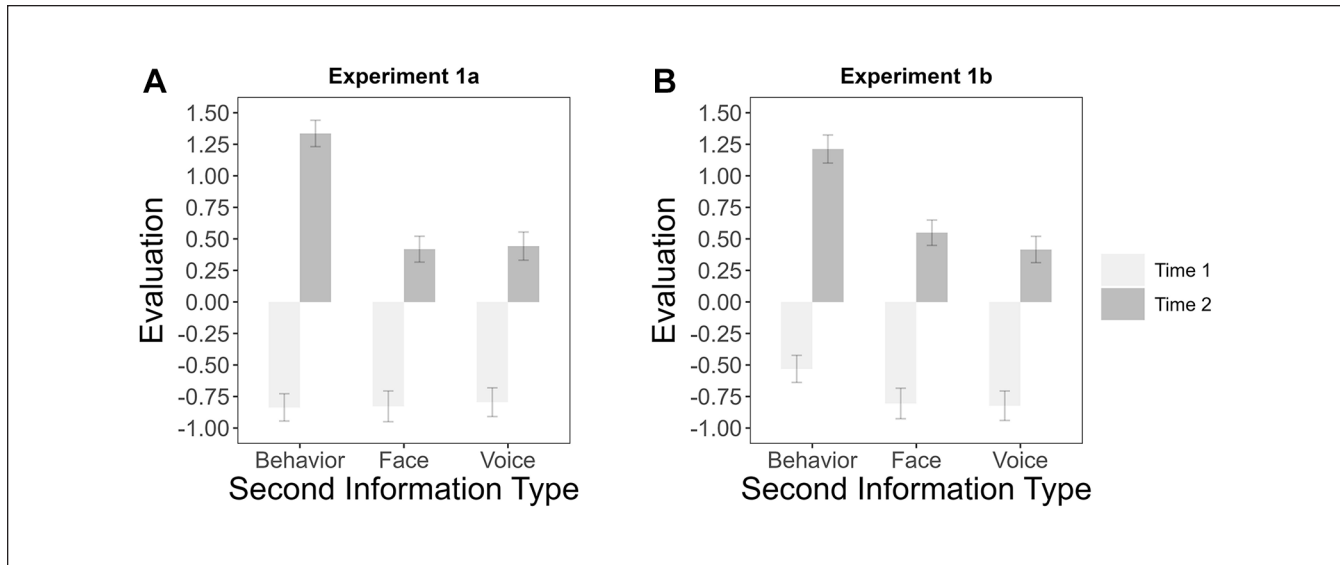 A
Experiment 1a
Evaluation
1.50
1.25
1.00
0.75
0.50
0.25
0.00
-0.25
-0.50
-0.75
-1.00
Behavior Face Voice
Second Information Type
B
Experiment 1b
Evaluation
1.50
1.25
1.00
0.75
0.50
0.25
0.00
-0.25
-0.50
-0.75
-1.00
Behavior Face Voice
Second Information Type
Time 1
Time 2